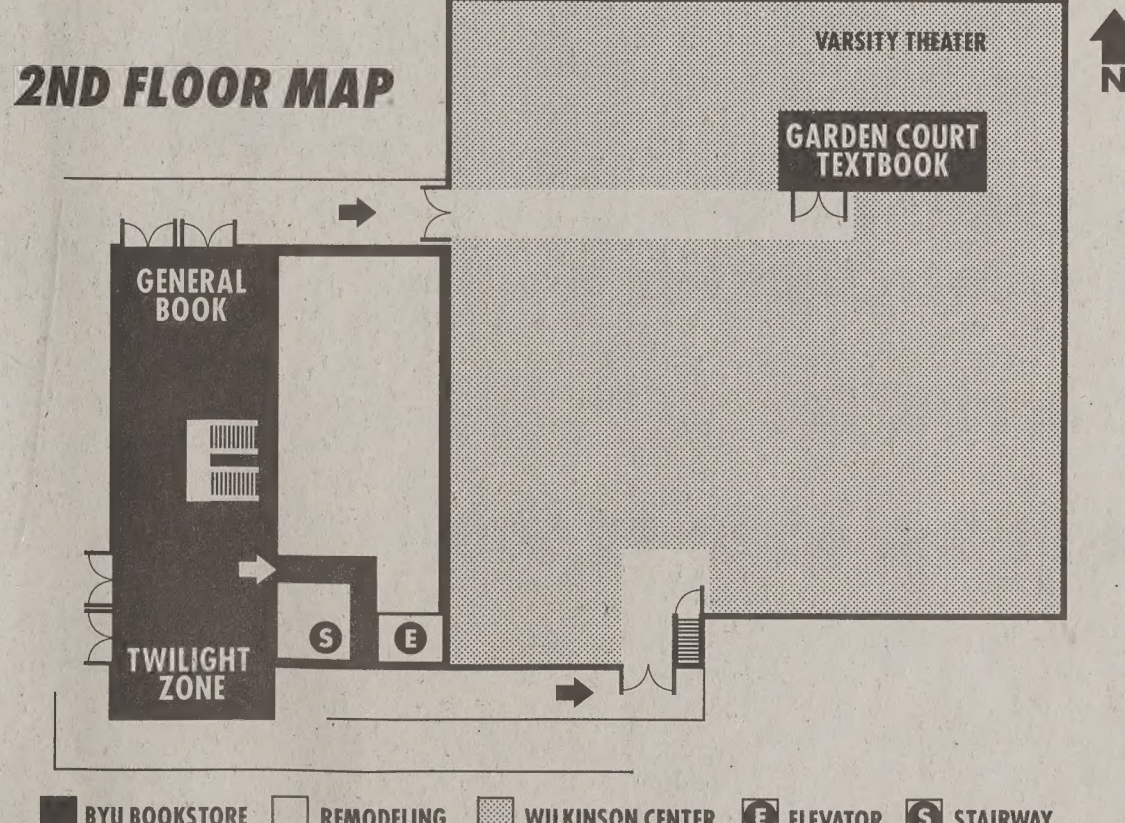 VARSITY THEATER
N
2ND FLOOR MAP
GARDEN COURT
TEXTBOOK
GENERAL
BOOK
S
E
TWILIGHT
ZONE
BYU BOOKSTORE
REMODELING
WILKINSON CENTER
E ELEVATOR
S STAIRWAY